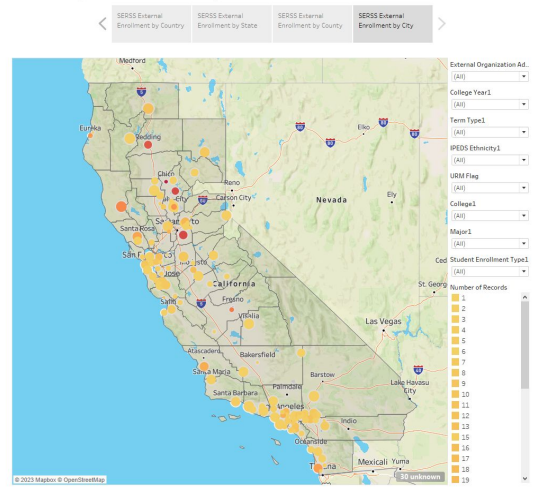 SERSS External
Enrollment by Country
SERSS External
Enrollment by State
SERSS External
Enrollment by County
SERSS External
Enrollment by City
Medford
Eureka
Redding
Elko
Chico
Reno
Carson City
Nevada
Ely
Santa Rosa
San F
Jose
California
St. Georg
Fresno
Salin
Las Vegas
Atascadero
Bakersfield
Santa Maria
Barstow
Lake Havasu
City
Santa Barbara
Palmdale
Angeles
Indio
Oceanside
Mexicali
Yuma
© 2023 Mapbox © OpenStreetMap
30 unknown
External Organization Ad..
(All)
College Year1
(All)
Term Type1
(All)
IPEDS Ethnicity1
(All)
URM Flag
(All)
College1
(All)
Major1
(All)
Student Enrollment Type1
(All)
Number of Records
1
2
3
4
5
6
7
8
9
10
11
12
13
15
16
17
18
19